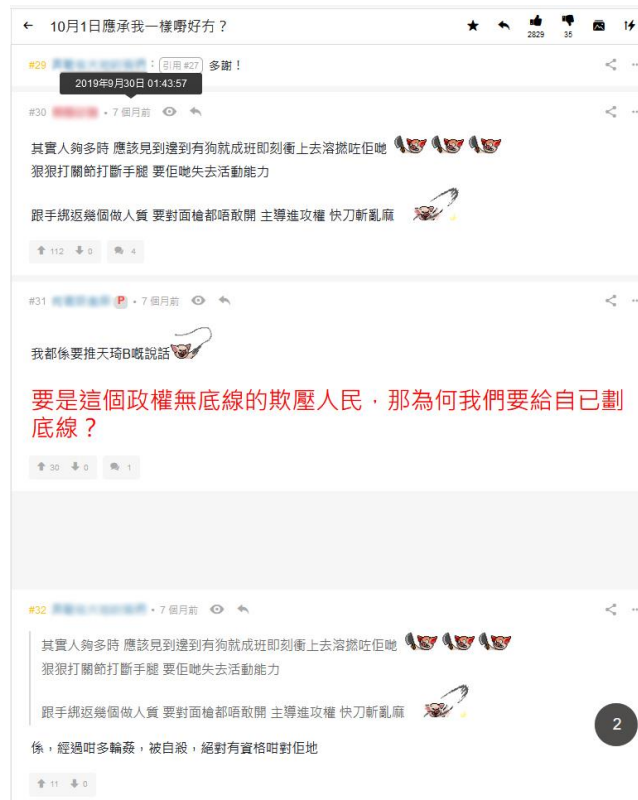 10月1日應承我一樣嘢好冇？
2829
35
#29
: 引用 #27 多謝！
2019年9月30日 01:43:57
#30
• 7 個月前
其實人夠多時 應該見到邊到有狗就成班即刻衝上去溶撚咗佢哋
狠狠打關節打斷手腿 要佢哋失去活動能力
跟手綁返幾個做人質 要對面槍都唔敢開 主導進攻權 快刀斬亂麻
112 0 4
#31
P • 7 個月前
我都係要推天琦B嘅說話
要是這個政權無底線的欺壓人民，那為何我們要給自己劃
底線？
30 0 1
#32
• 7 個月前
其實人夠多時 應該見到邊到有狗就成班即刻衝上去溶撚咗佢哋
狠狠打關節打斷手腿 要佢哋失去活動能力
跟手綁返幾個做人質 要對面槍都唔敢開 主導進攻權 快刀斬亂麻
2
係，經過咁多輪姦，被自殺，絕對有資格咁對佢地
11 0